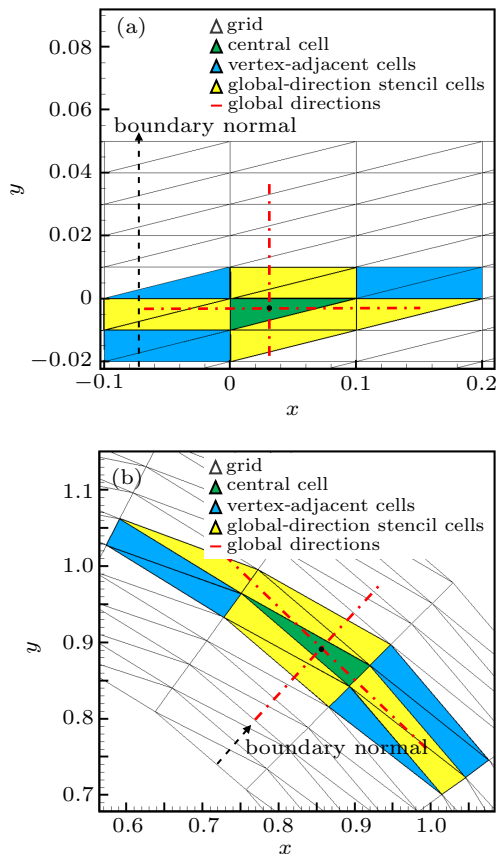 (a)
grid
central cell
vertex-adjacent cells
global-direction stencil cells
global directions
boundary normal
0.08
0.06
0.04
0.02
0
−0.02
y
−0.1 0 0.1 0.2
x
(b)
grid
central cell
vertex-adjacent cells
global-direction stencil cells
global directions
boundary normal
1.1
1.0
0.9
0.8
0.7
y
0.6 0.7 0.8 0.9 1.0
x